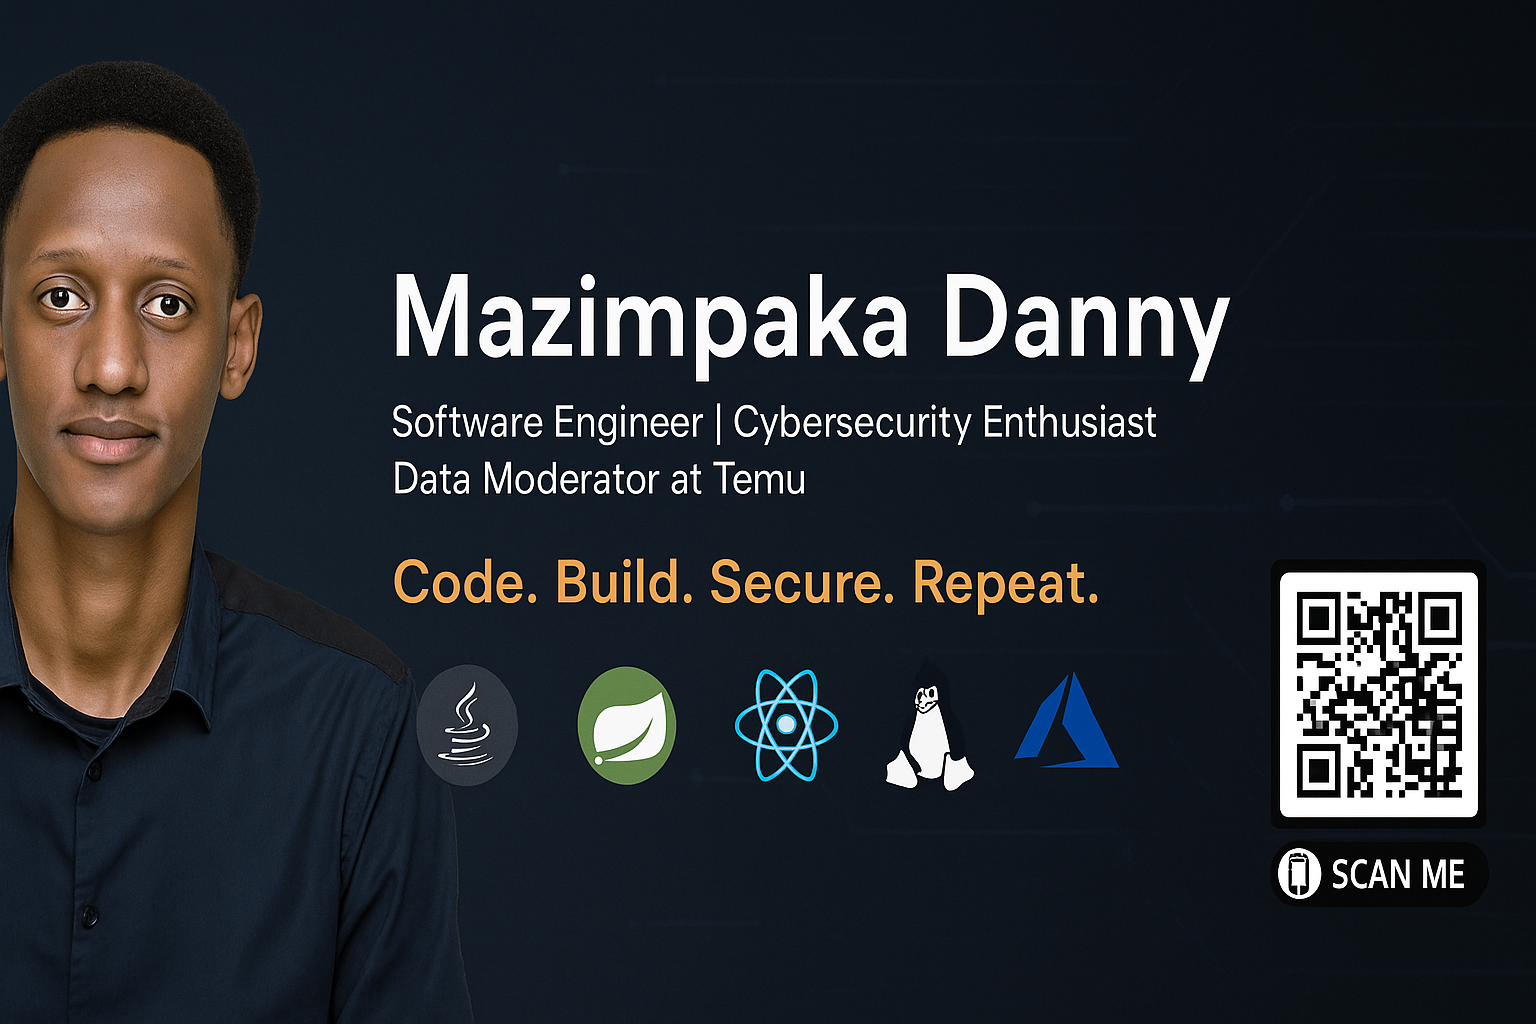 Mazimpaka Danny
Software Engineer | Cybersecurity Enthusiast
Data Moderator at Temu
Code. Build. Secure. Repeat.
SCAN ME